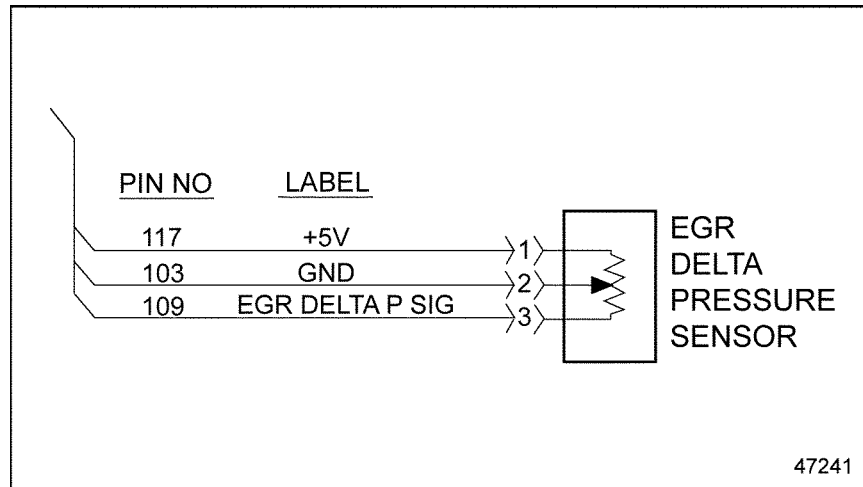 PIN NO LABEL
117 +5V 1
103 GND 2
109 EGR DELTA P SIG 3
EGR
DELTA
PRESSURE
SENSOR
47241